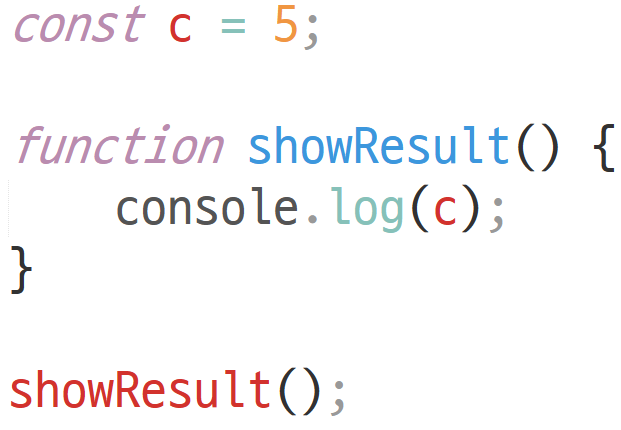 const c = 5;
function showResult() {
    console.log(c);
}
showResult();